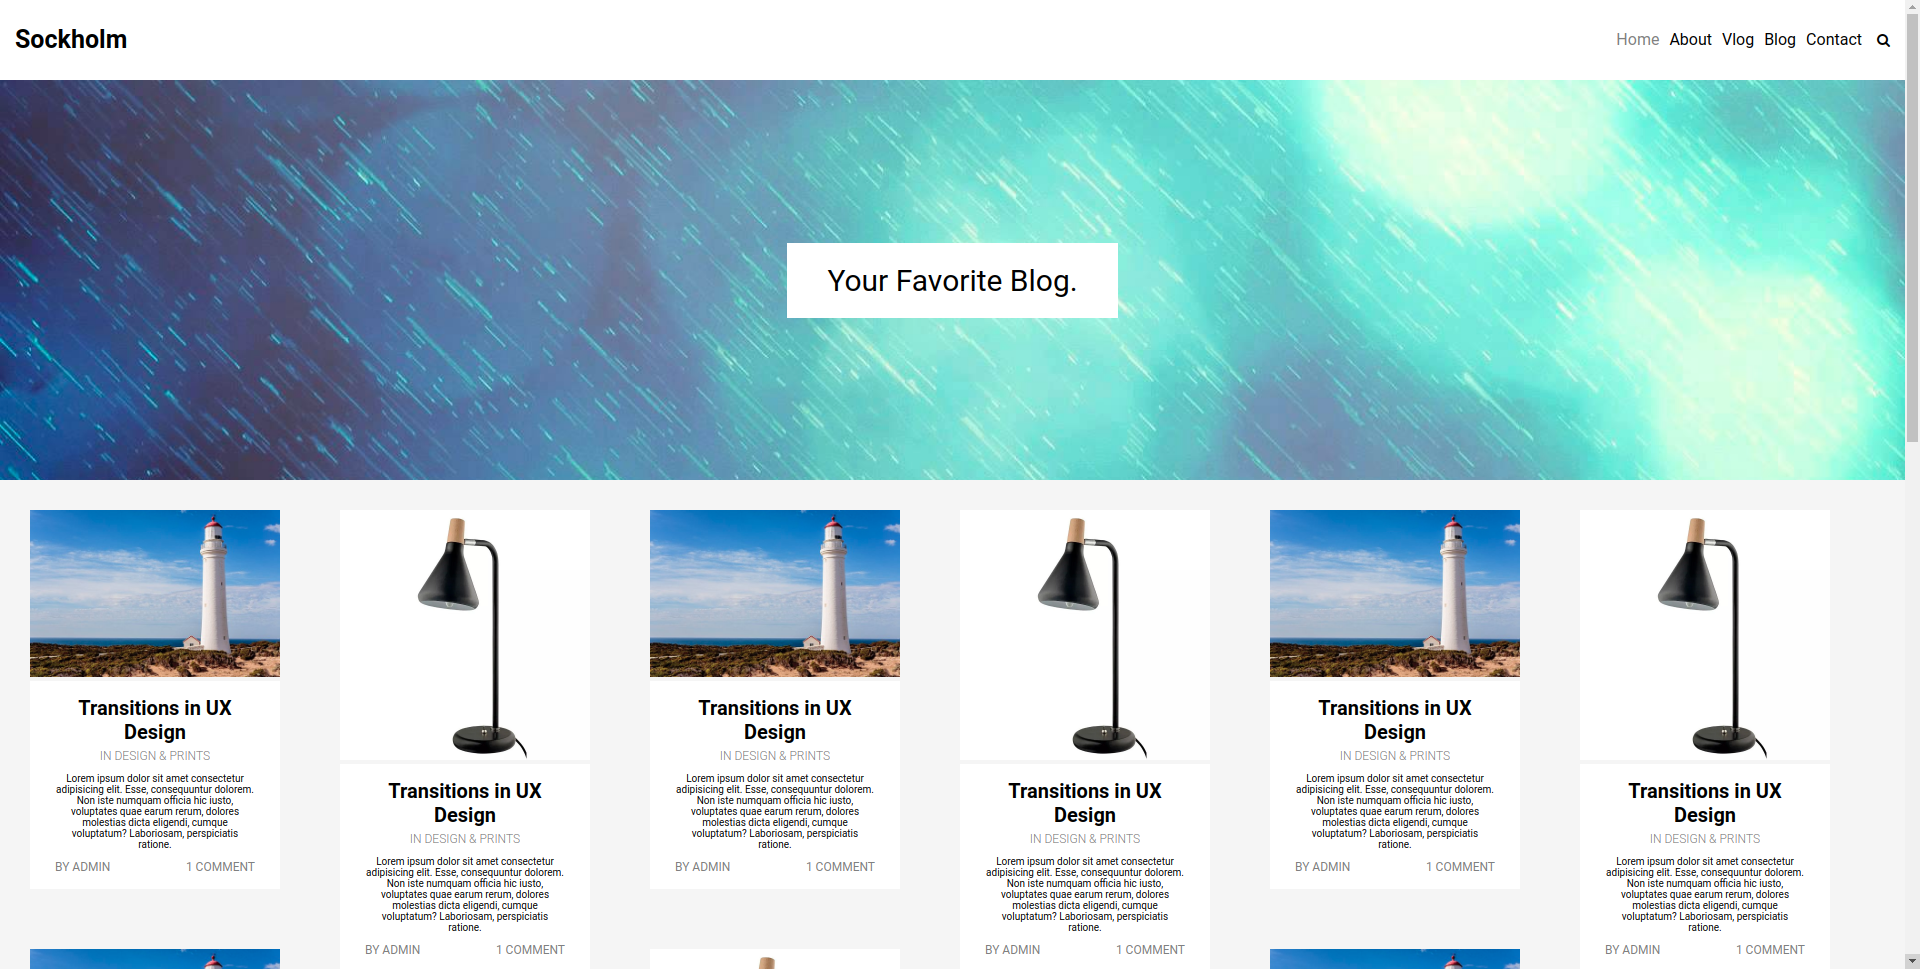 Sockholm
Home About Vlog Blog Contact
Your Favorite Blog.
Transitions in UX
Design
IN DESIGN & PRINTS
Lorem ipsum dolor sit amet consectetur
adipisicing elit. Esse, consequuntur dolorem.
Non iste numquam officia hic iusto,
voluptates quae earum rerum, dolores
molestias dicta eligendi, cumque
voluptatum? Laboriosam, perspiciatis
ratione.
BY ADMIN 1 COMMENT
Transitions in UX
Design
IN DESIGN & PRINTS
Lorem ipsum dolor sit amet consectetur
adipisicing elit. Esse, consequuntur dolorem.
Non iste numquam officia hic iusto,
voluptates quae earum rerum, dolores
molestias dicta eligendi, cumque
voluptatum? Laboriosam, perspiciatis
ratione.
BY ADMIN 1 COMMENT
Transitions in UX
Design
IN DESIGN & PRINTS
Lorem ipsum dolor sit amet consectetur
adipisicing elit. Esse, consequuntur dolorem.
Non iste numquam officia hic iusto,
voluptates quae earum rerum, dolores
molestias dicta eligendi, cumque
voluptatum? Laboriosam, perspiciatis
ratione.
BY ADMIN 1 COMMENT
Transitions in UX
Design
IN DESIGN & PRINTS
Lorem ipsum dolor sit amet consectetur
adipisicing elit. Esse, consequuntur dolorem.
Non iste numquam officia hic iusto,
voluptates quae earum rerum, dolores
molestias dicta eligendi, cumque
voluptatum? Laboriosam, perspiciatis
ratione.
BY ADMIN 1 COMMENT
Transitions in UX
Design
IN DESIGN & PRINTS
Lorem ipsum dolor sit amet consectetur
adipisicing elit. Esse, consequuntur dolorem.
Non iste numquam officia hic iusto,
voluptates quae earum rerum, dolores
molestias dicta eligendi, cumque
voluptatum? Laboriosam, perspiciatis
ratione.
BY ADMIN 1 COMMENT
Transitions in UX
Design
IN DESIGN & PRINTS
Lorem ipsum dolor sit amet consectetur
adipisicing elit. Esse, consequuntur dolorem.
Non iste numquam officia hic iusto,
voluptates quae earum rerum, dolores
molestias dicta eligendi, cumque
voluptatum? Laboriosam, perspiciatis
ratione.
BY ADMIN 1 COMMENT